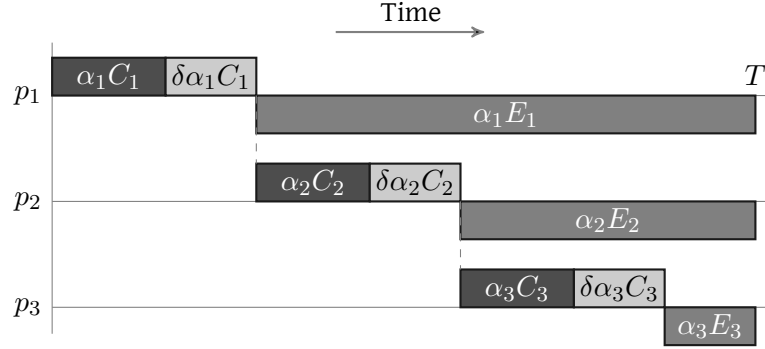 Time
α₁C₁ δα₁C₁ T
p₁
α₁E₁
α₂C₂ δα₂C₂
p₂
α₂E₂
α₃C₃ δα₃C₃
p₃
α₃E₃